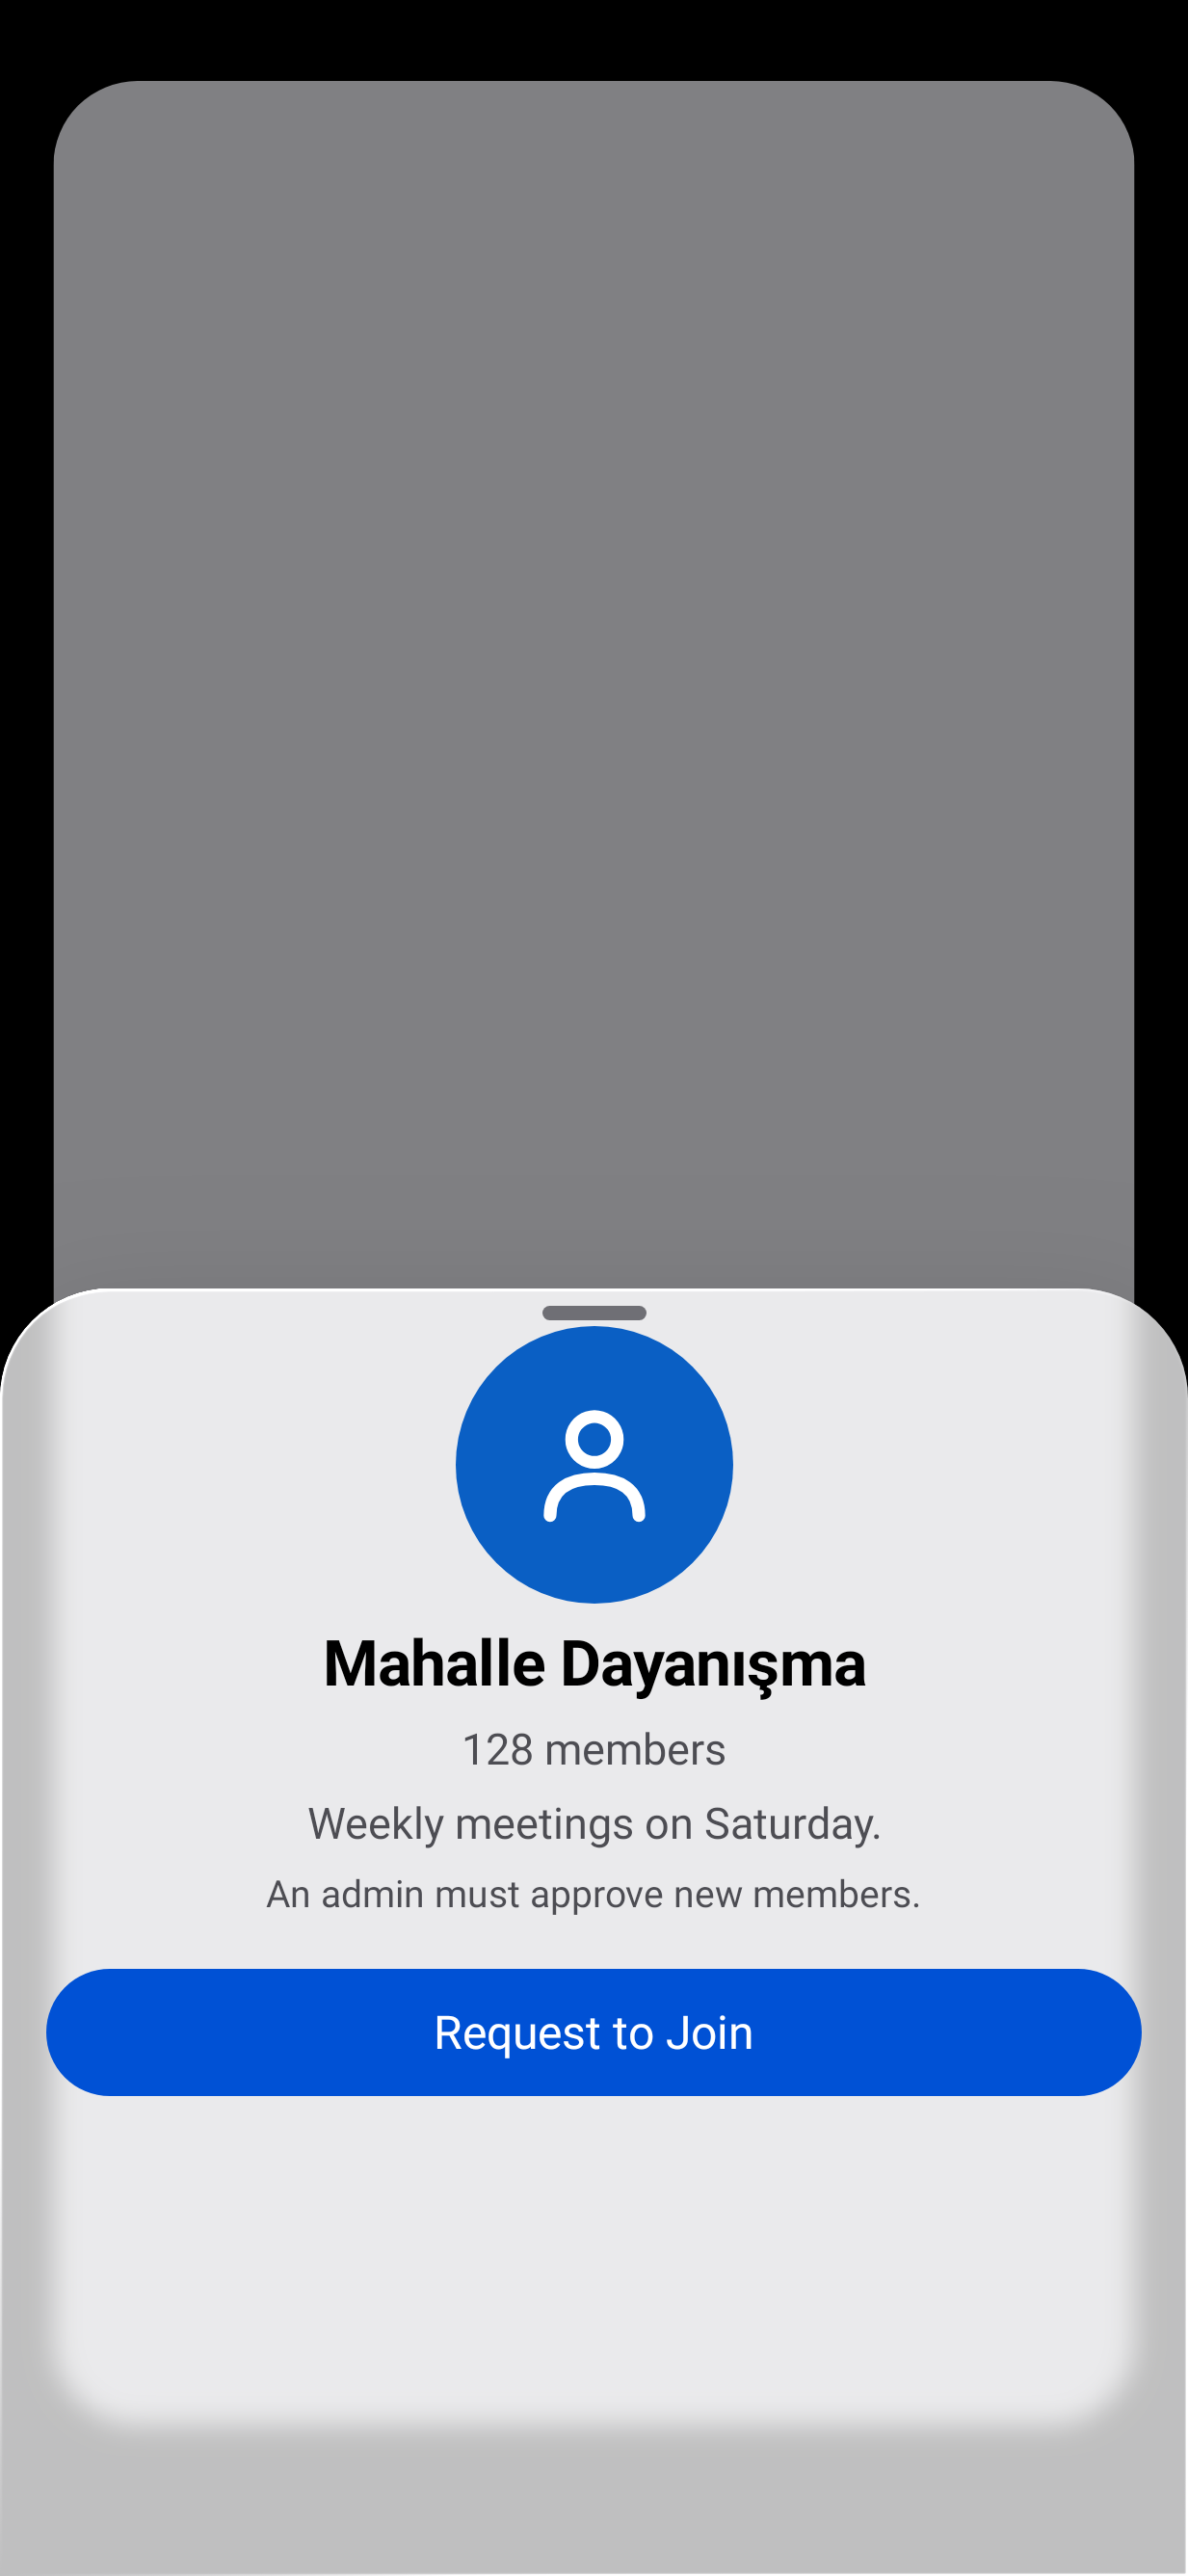 Mahalle Dayanışma
128 members
Weekly meetings on Saturday.
An admin must approve new members.
Request to Join